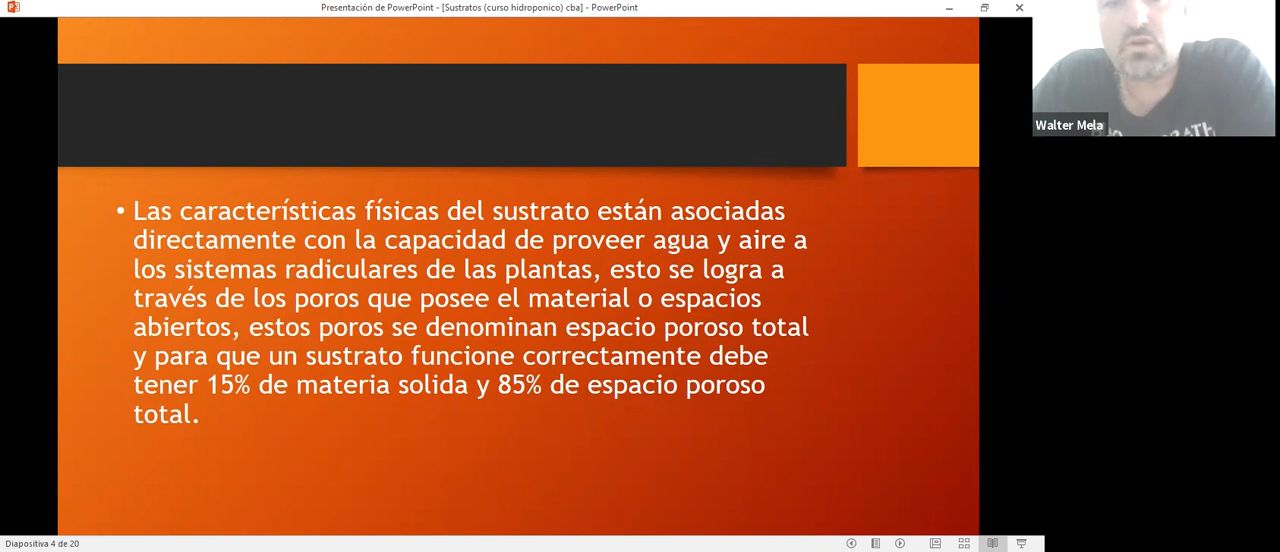 Presentación de PowerPoint - [Sustratos (curso hidroponico) cba] - PowerPoint
Walter Mela
• Las características físicas del sustrato están asociadas
directamente con la capacidad de proveer agua y aire a
los sistemas radiculares de las plantas, esto se logra a
través de los poros que posee el material o espacios
abiertos, estos poros se denominan espacio poroso total
y para que un sustrato funcione correctamente debe
tener 15% de materia solida y 85% de espacio poroso
total.
Diapositiva 4 de 20